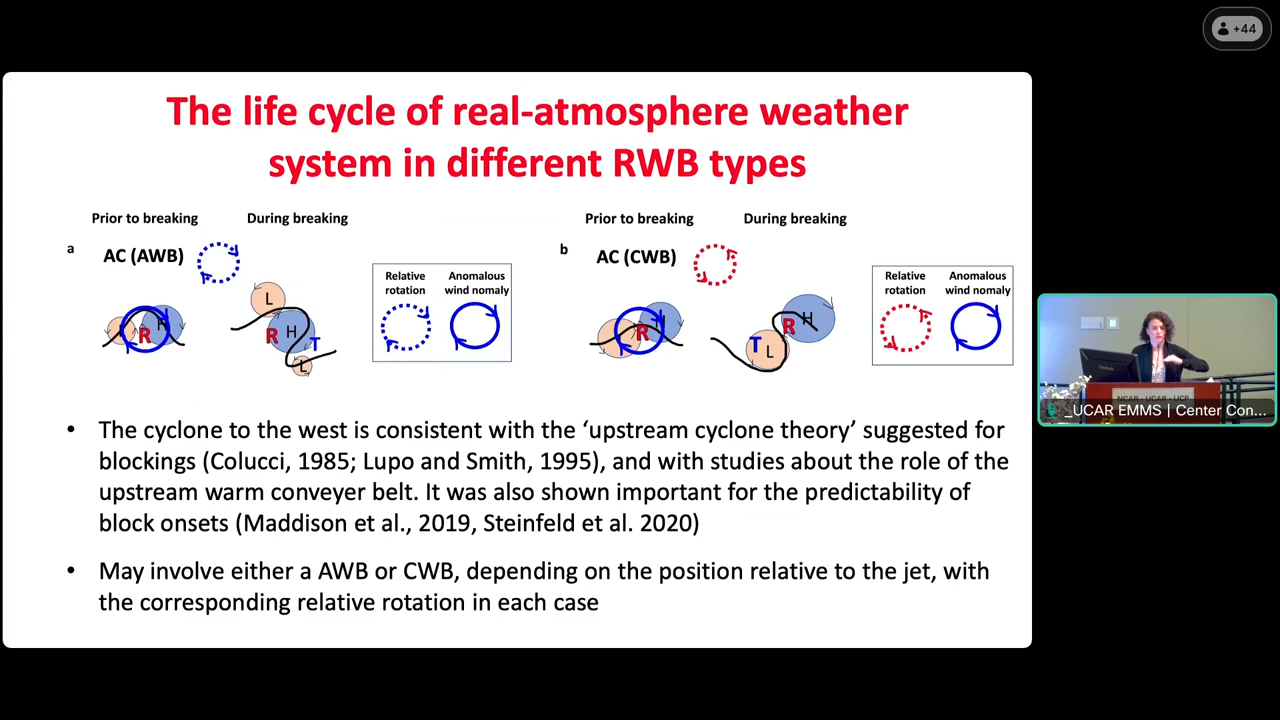 +44
The life cycle of real-atmosphere weather
system in different RWB types
Prior to breaking
During breaking
a
AC (AWB)
R
H
L
R
H
T
L
Relative
rotation
Anomalous
wind nomaly
Prior to breaking
During breaking
b
AC (CWB)
R
T
L
R
H
Relative
rotation
Anomalous
wind nomaly
• The cyclone to the west is consistent with the ‘upstream cyclone theory’ suggested for
blockings (Colucci, 1985; Lupo and Smith, 1995), and with studies about the role of the
upstream warm conveyer belt. It was also shown important for the predictability of
block onsets (Maddison et al., 2019, Steinfeld et al. 2020)
• May involve either a AWB or CWB, depending on the position relative to the jet, with
the corresponding relative rotation in each case
NCAR - UCAR - UCP
_UCAR EMMS | Center Con...